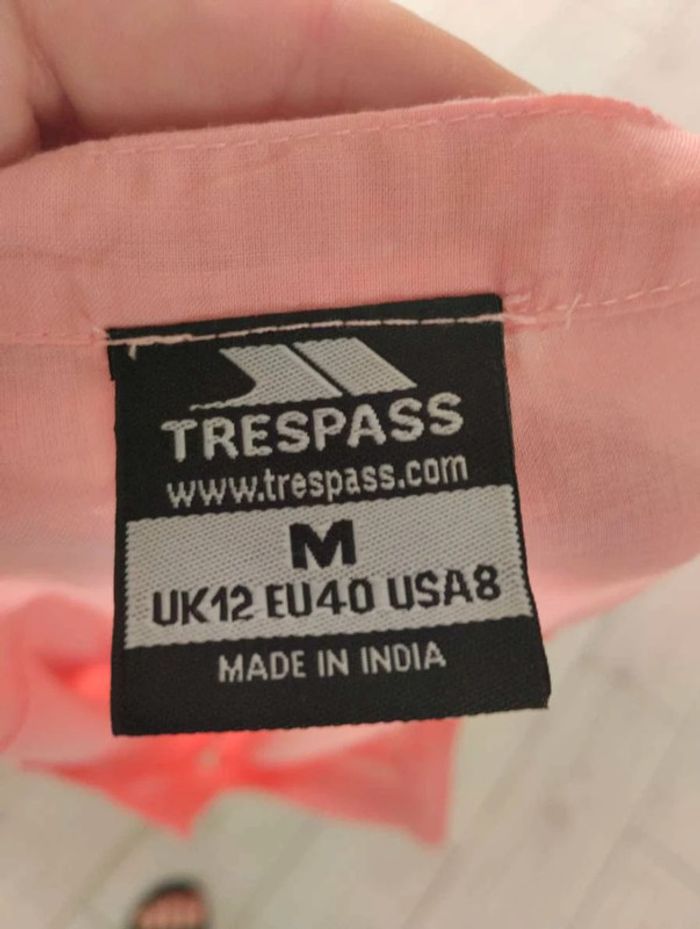 TRESPASS
www.trespass.com
M
UK12 EU40 USA8
MADE IN INDIA